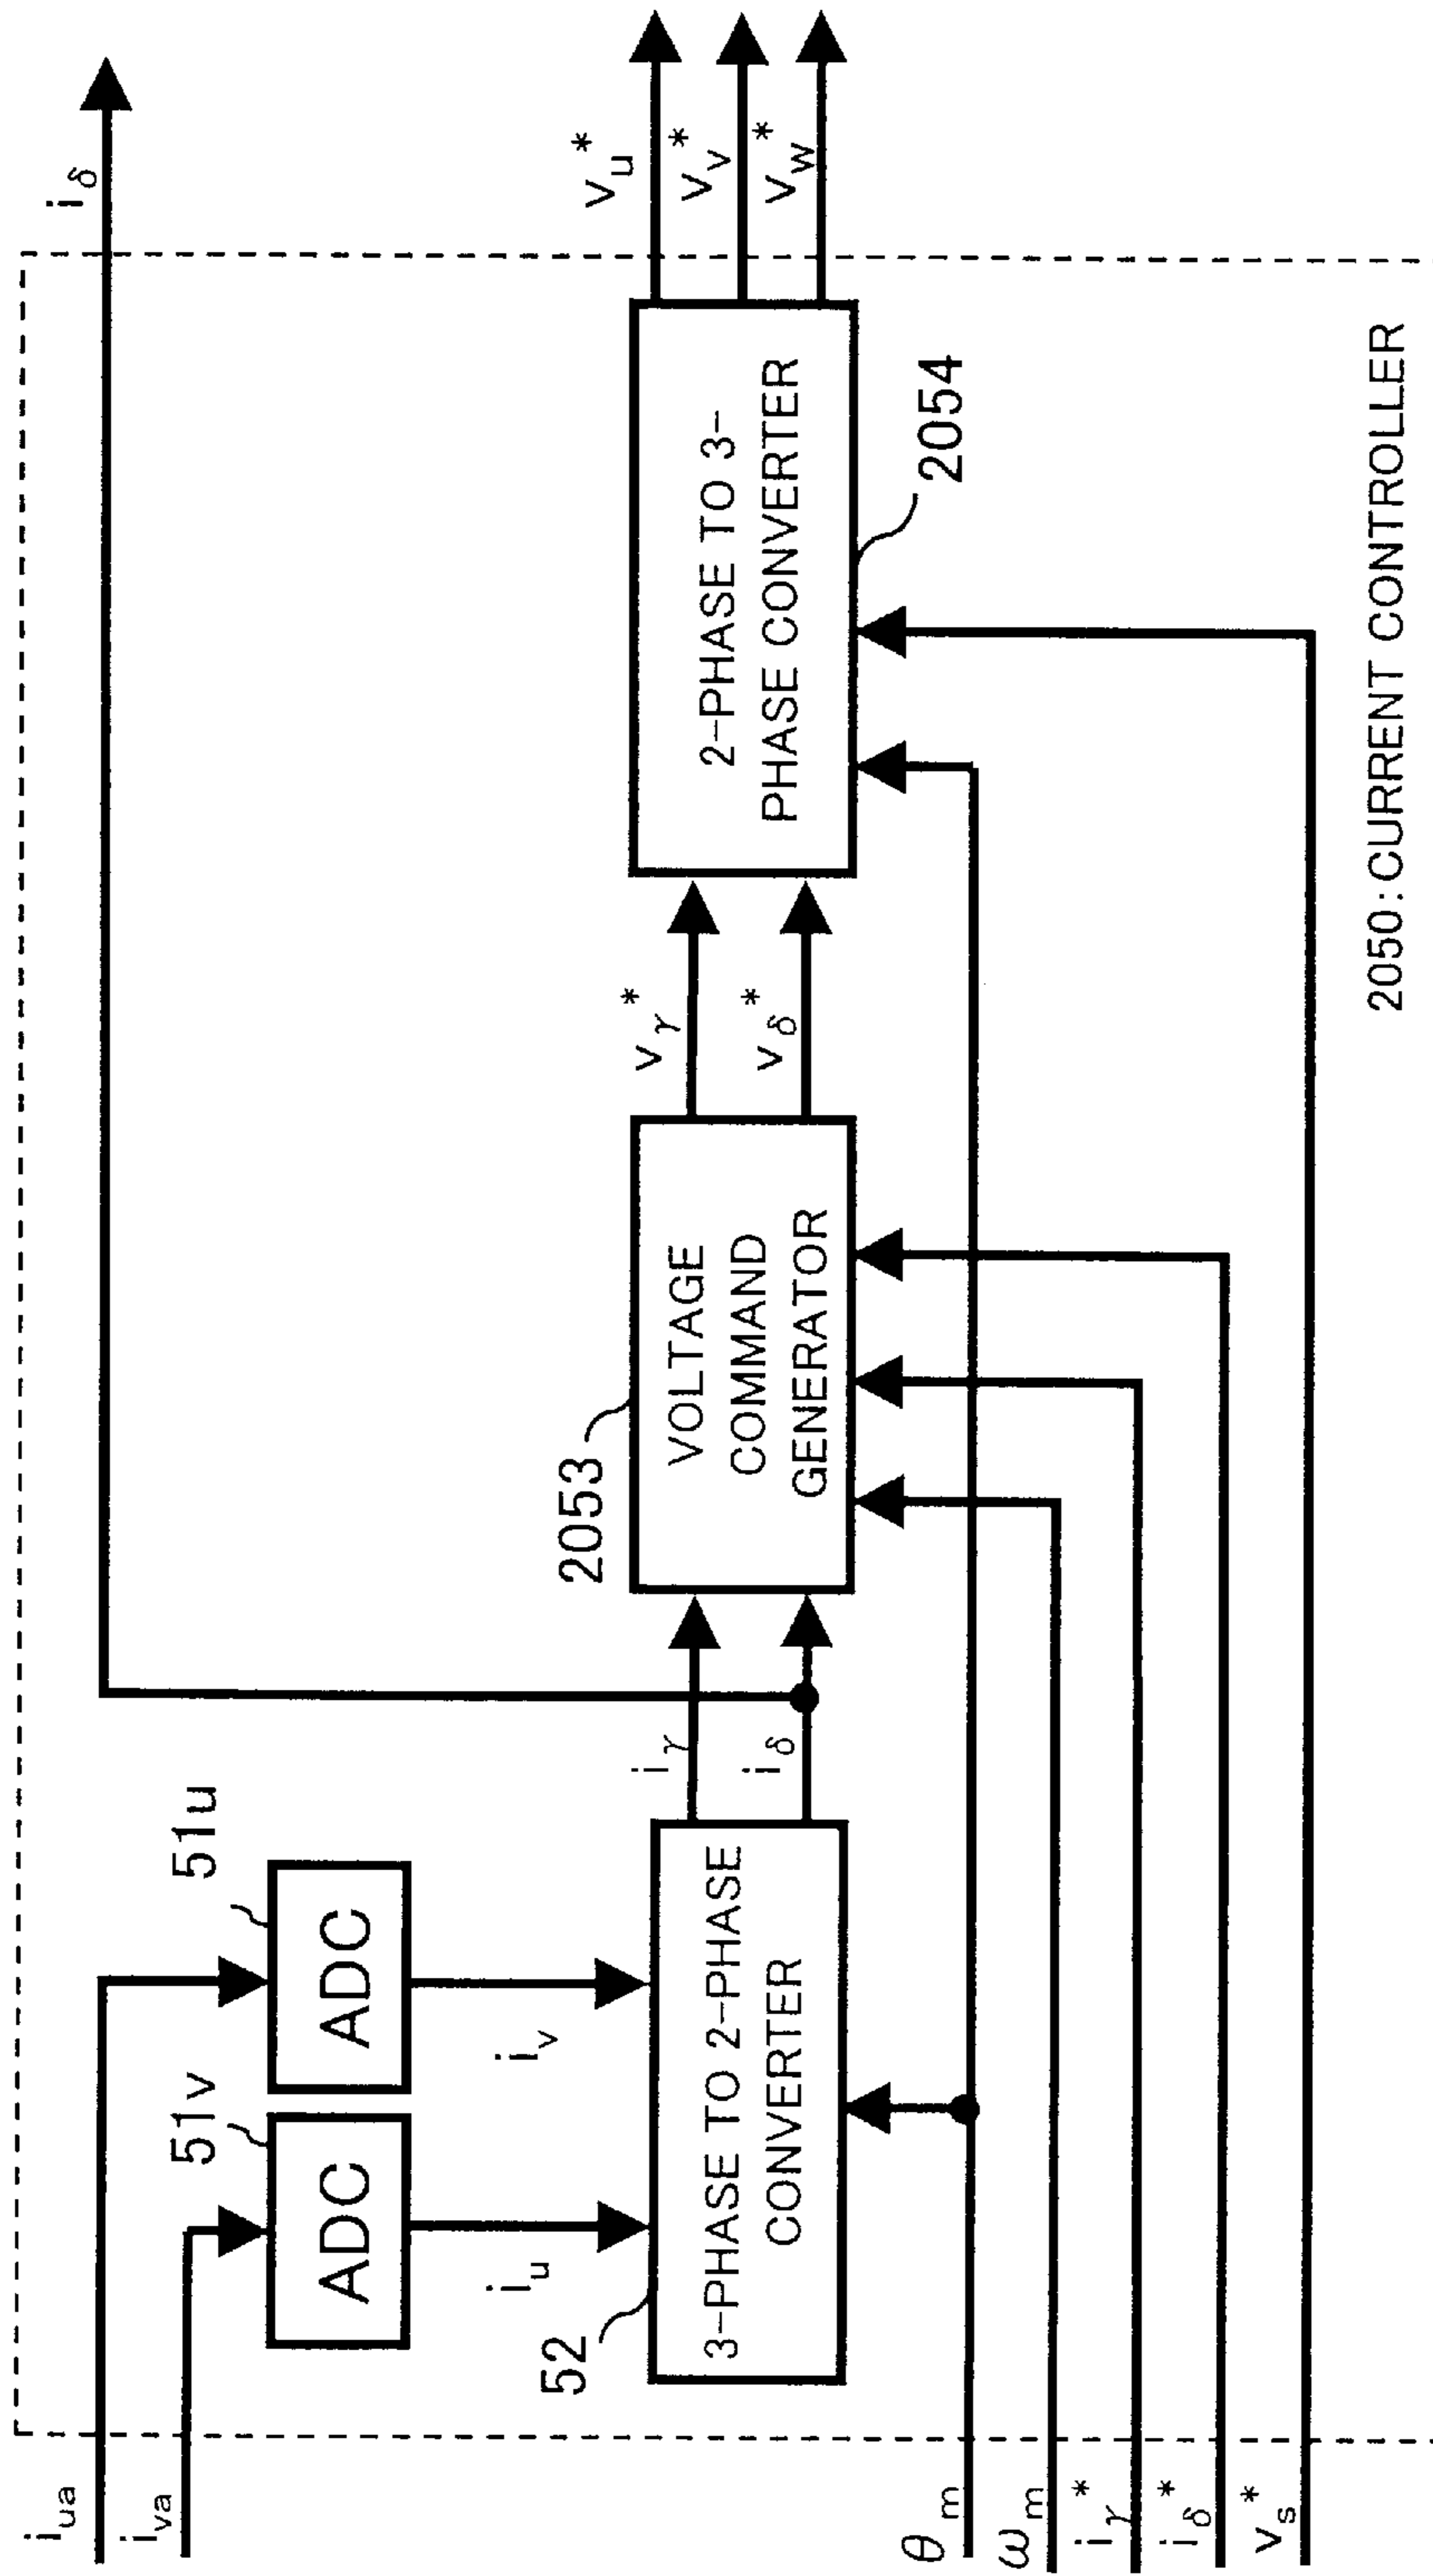 i_δ
i_ua
i_va
51v
51u
ADC
ADC
i_u
i_v
52
3-PHASE TO 2-PHASE
CONVERTER
i_γ
i_δ
2053
VOLTAGE
COMMAND
GENERATOR
v_γ*
v_δ*
2-PHASE TO 3-
PHASE CONVERTER
2054
v_u*
v_v*
v_w*
θ_m
ω_m
i_γ*
i_δ*
v_s*
2050:CURRENT CONTROLLER